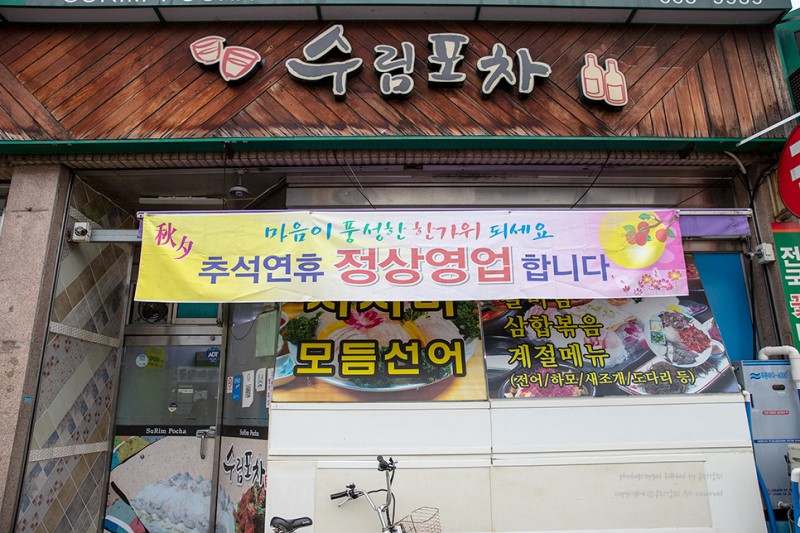 수림포차
秋夕
마음이 풍성한 한가위 되세요
추석연휴 정상영업 합니다
모듬선어
삼합볶음
계절메뉴
(전어/하모/새조개/도다리 등)
ADT
SuRim Pocha
SuRim Pocha
수림포차